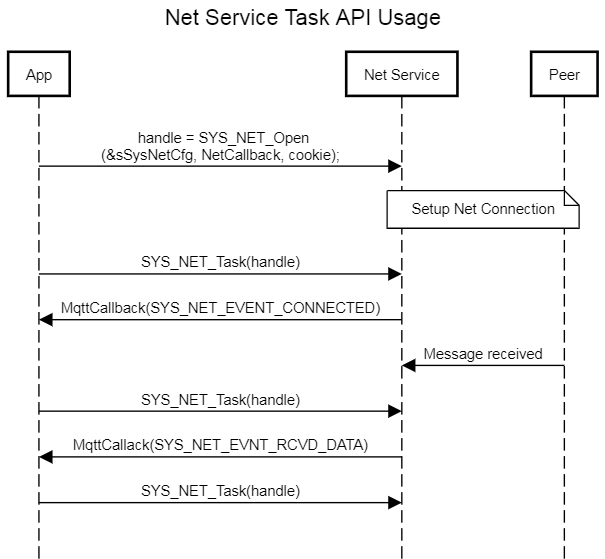 Net Service Task API Usage
App
Net Service
Peer
handle = SYS_NET_Open
(&sSysNetCfg, NetCallback, cookie);
Setup Net Connection
SYS_NET_Task(handle)
MqttCallback(SYS_NET_EVENT_CONNECTED)
Message received
SYS_NET_Task(handle)
MqttCallack(SYS_NET_EVNT_RCVD_DATA)
SYS_NET_Task(handle)